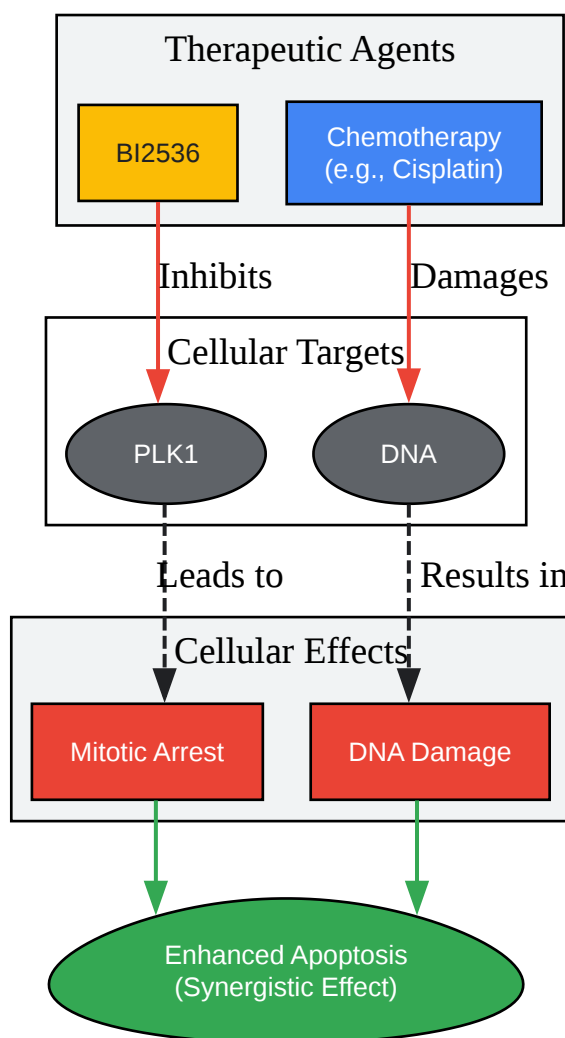 Therapeutic Agents
BI2536
Chemotherapy
(e.g., Cisplatin)
Inhibits
Damages
Cellular Targets
PLK1
DNA
Leads to
Results in
Cellular Effects
Mitotic Arrest
DNA Damage
Enhanced Apoptosis
(Synergistic Effect)